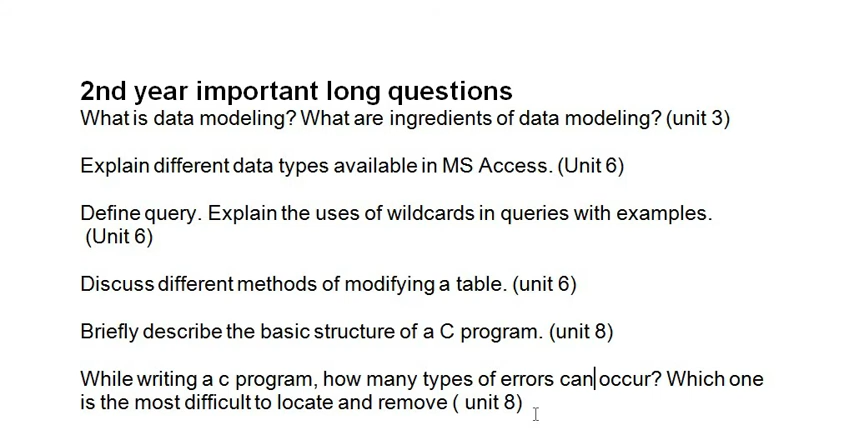 2nd year important long questions
What is data modeling? What are ingredients of data modeling? (unit 3)
Explain different data types available in MS Access. (Unit 6)
Define query. Explain the uses of wildcards in queries with examples.
(Unit 6)
Discuss different methods of modifying a table. (unit 6)
Briefly describe the basic structure of a C program. (unit 8)
While writing a c program, how many types of errors can occur? Which one
is the most difficult to locate and remove ( unit 8)